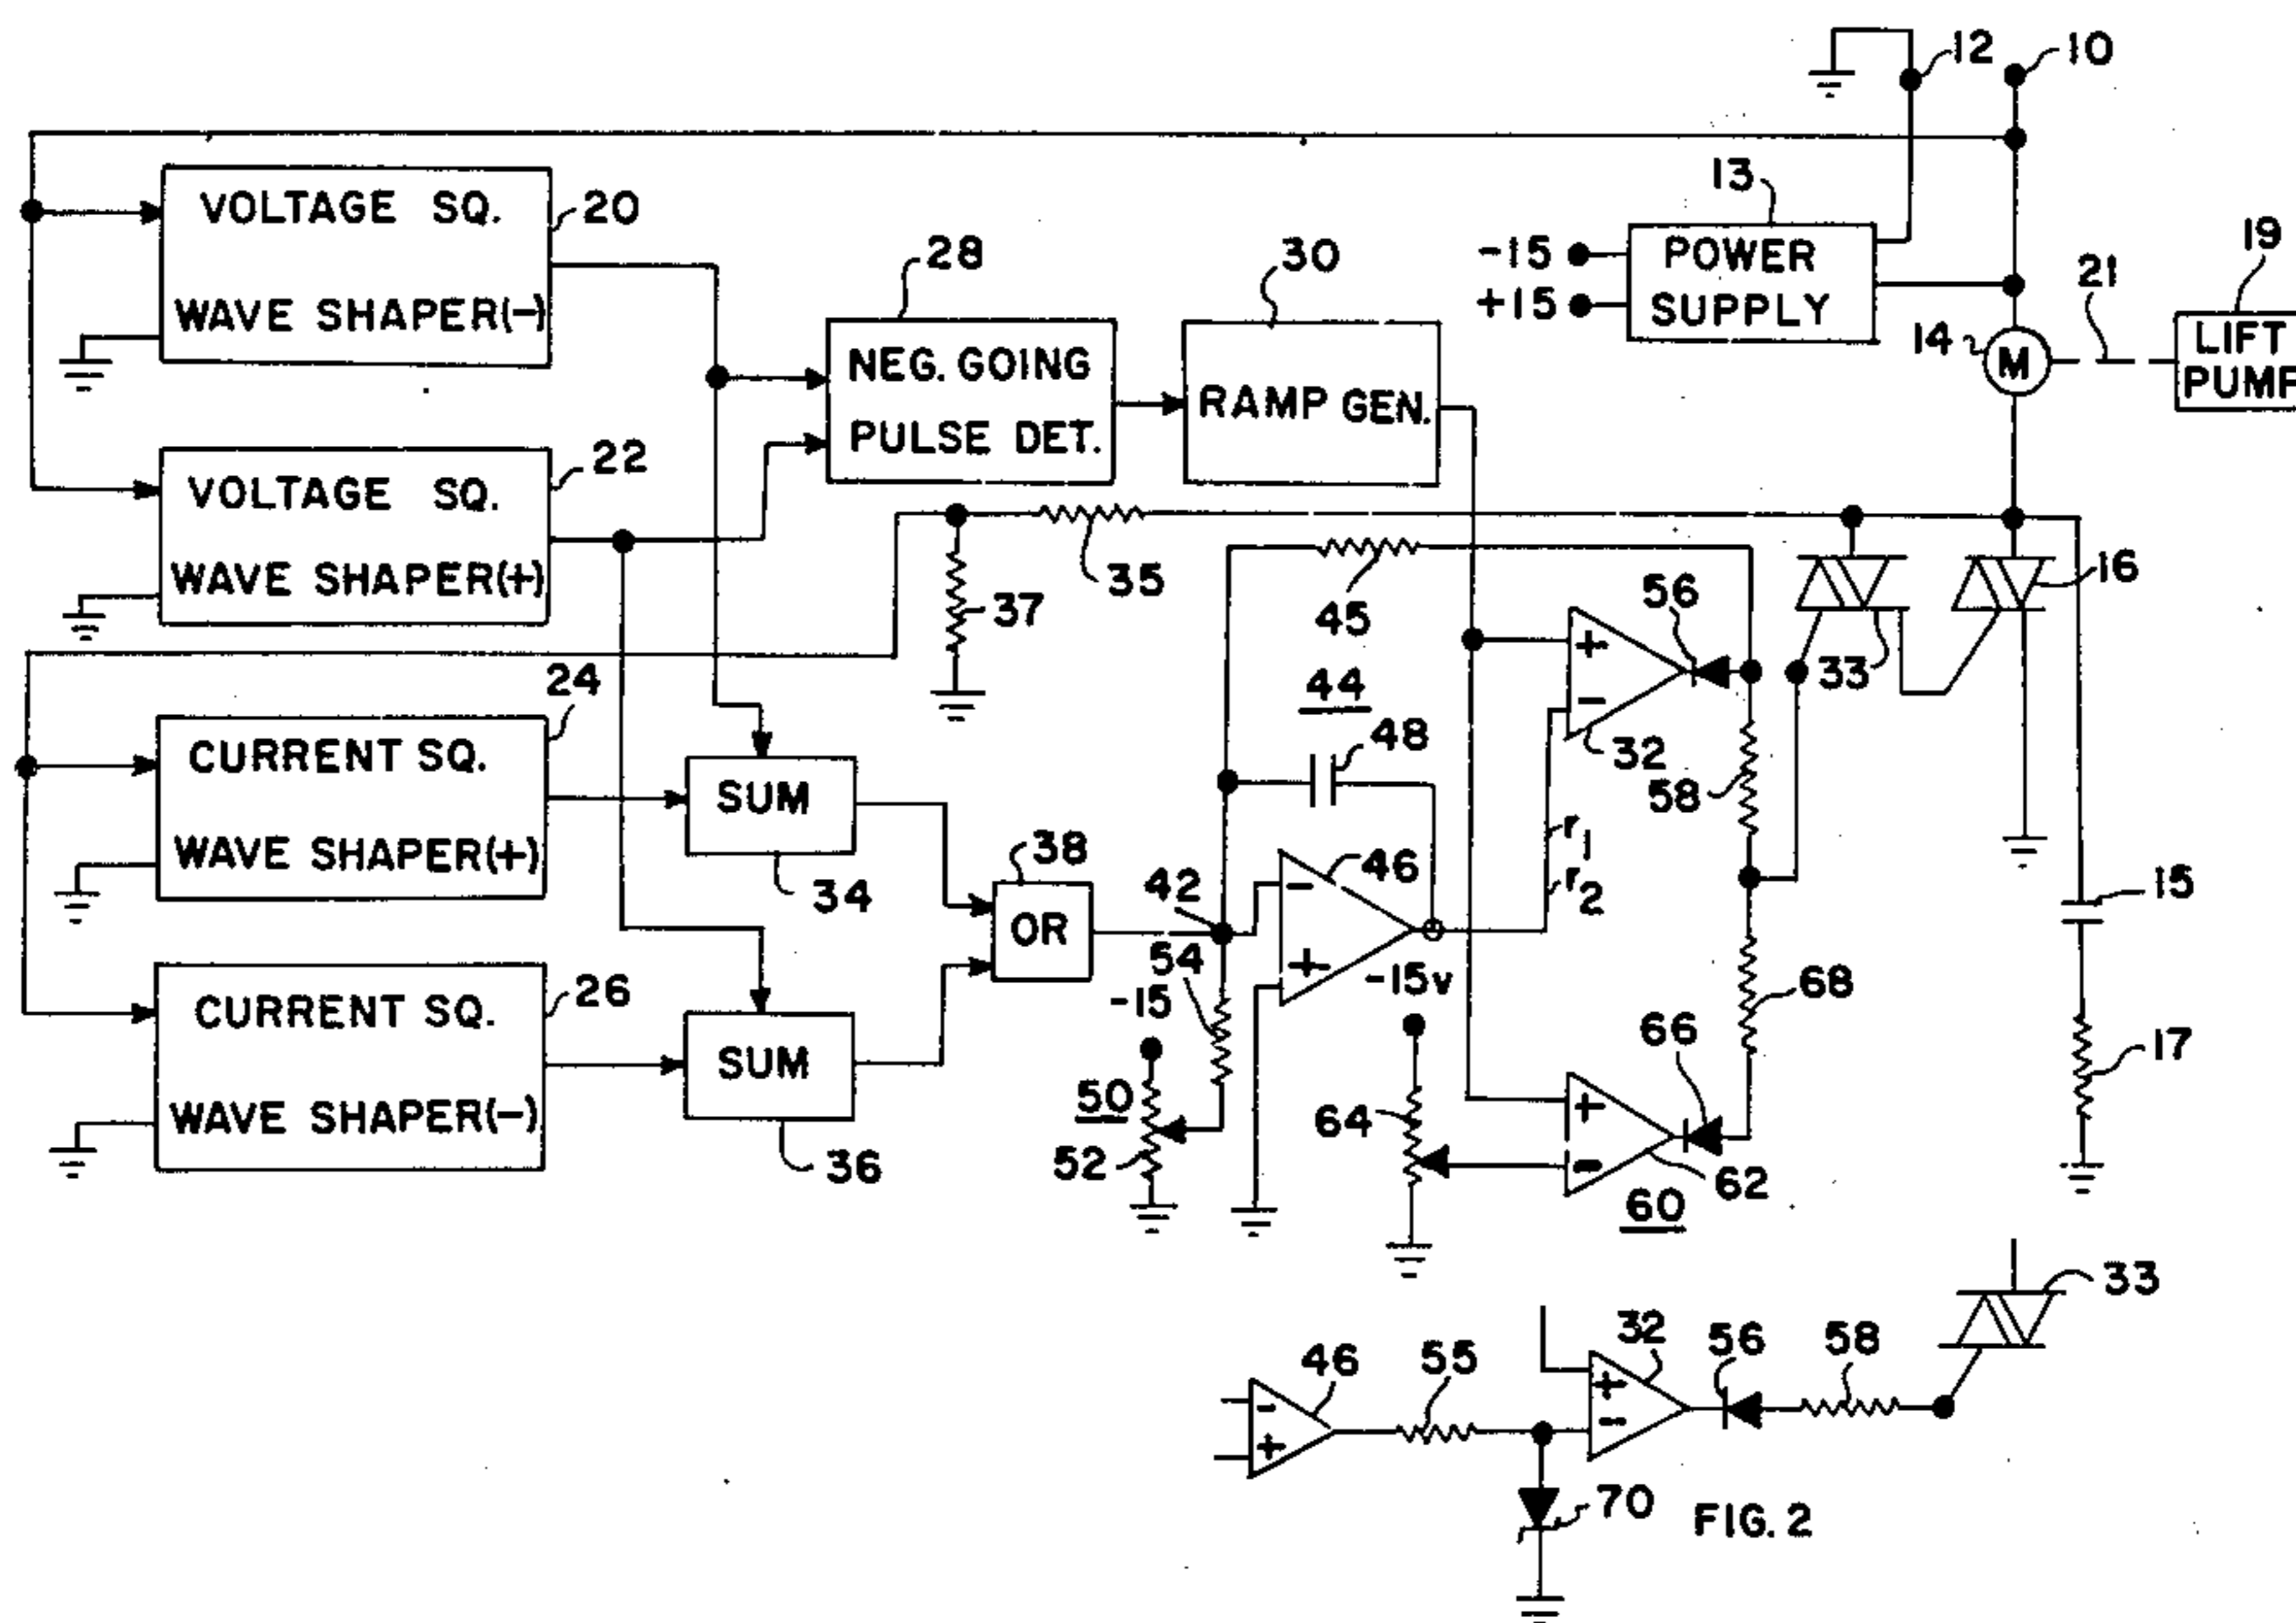 12
10
VOLTAGE SQ.
WAVE SHAPER(-)
20
13
-15
+15
POWER
SUPPLY
19
21
LIFT
PUMP
14
M
28
NEG. GOING
PULSE DET.
30
RAMP GEN.
VOLTAGE SQ.
WAVE SHAPER(+)
22
35
37
45
56
33
16
24
CURRENT SQ.
WAVE SHAPER(+)
44
48
32
58
SUM
34
38
OR
42
46
r1
r2
15
26
CURRENT SQ.
WAVE SHAPER(-)
SUM
36
54
-15
50
52
-15v
64
66
68
62
60
17
33
46
55
32
56
58
70
FIG. 2